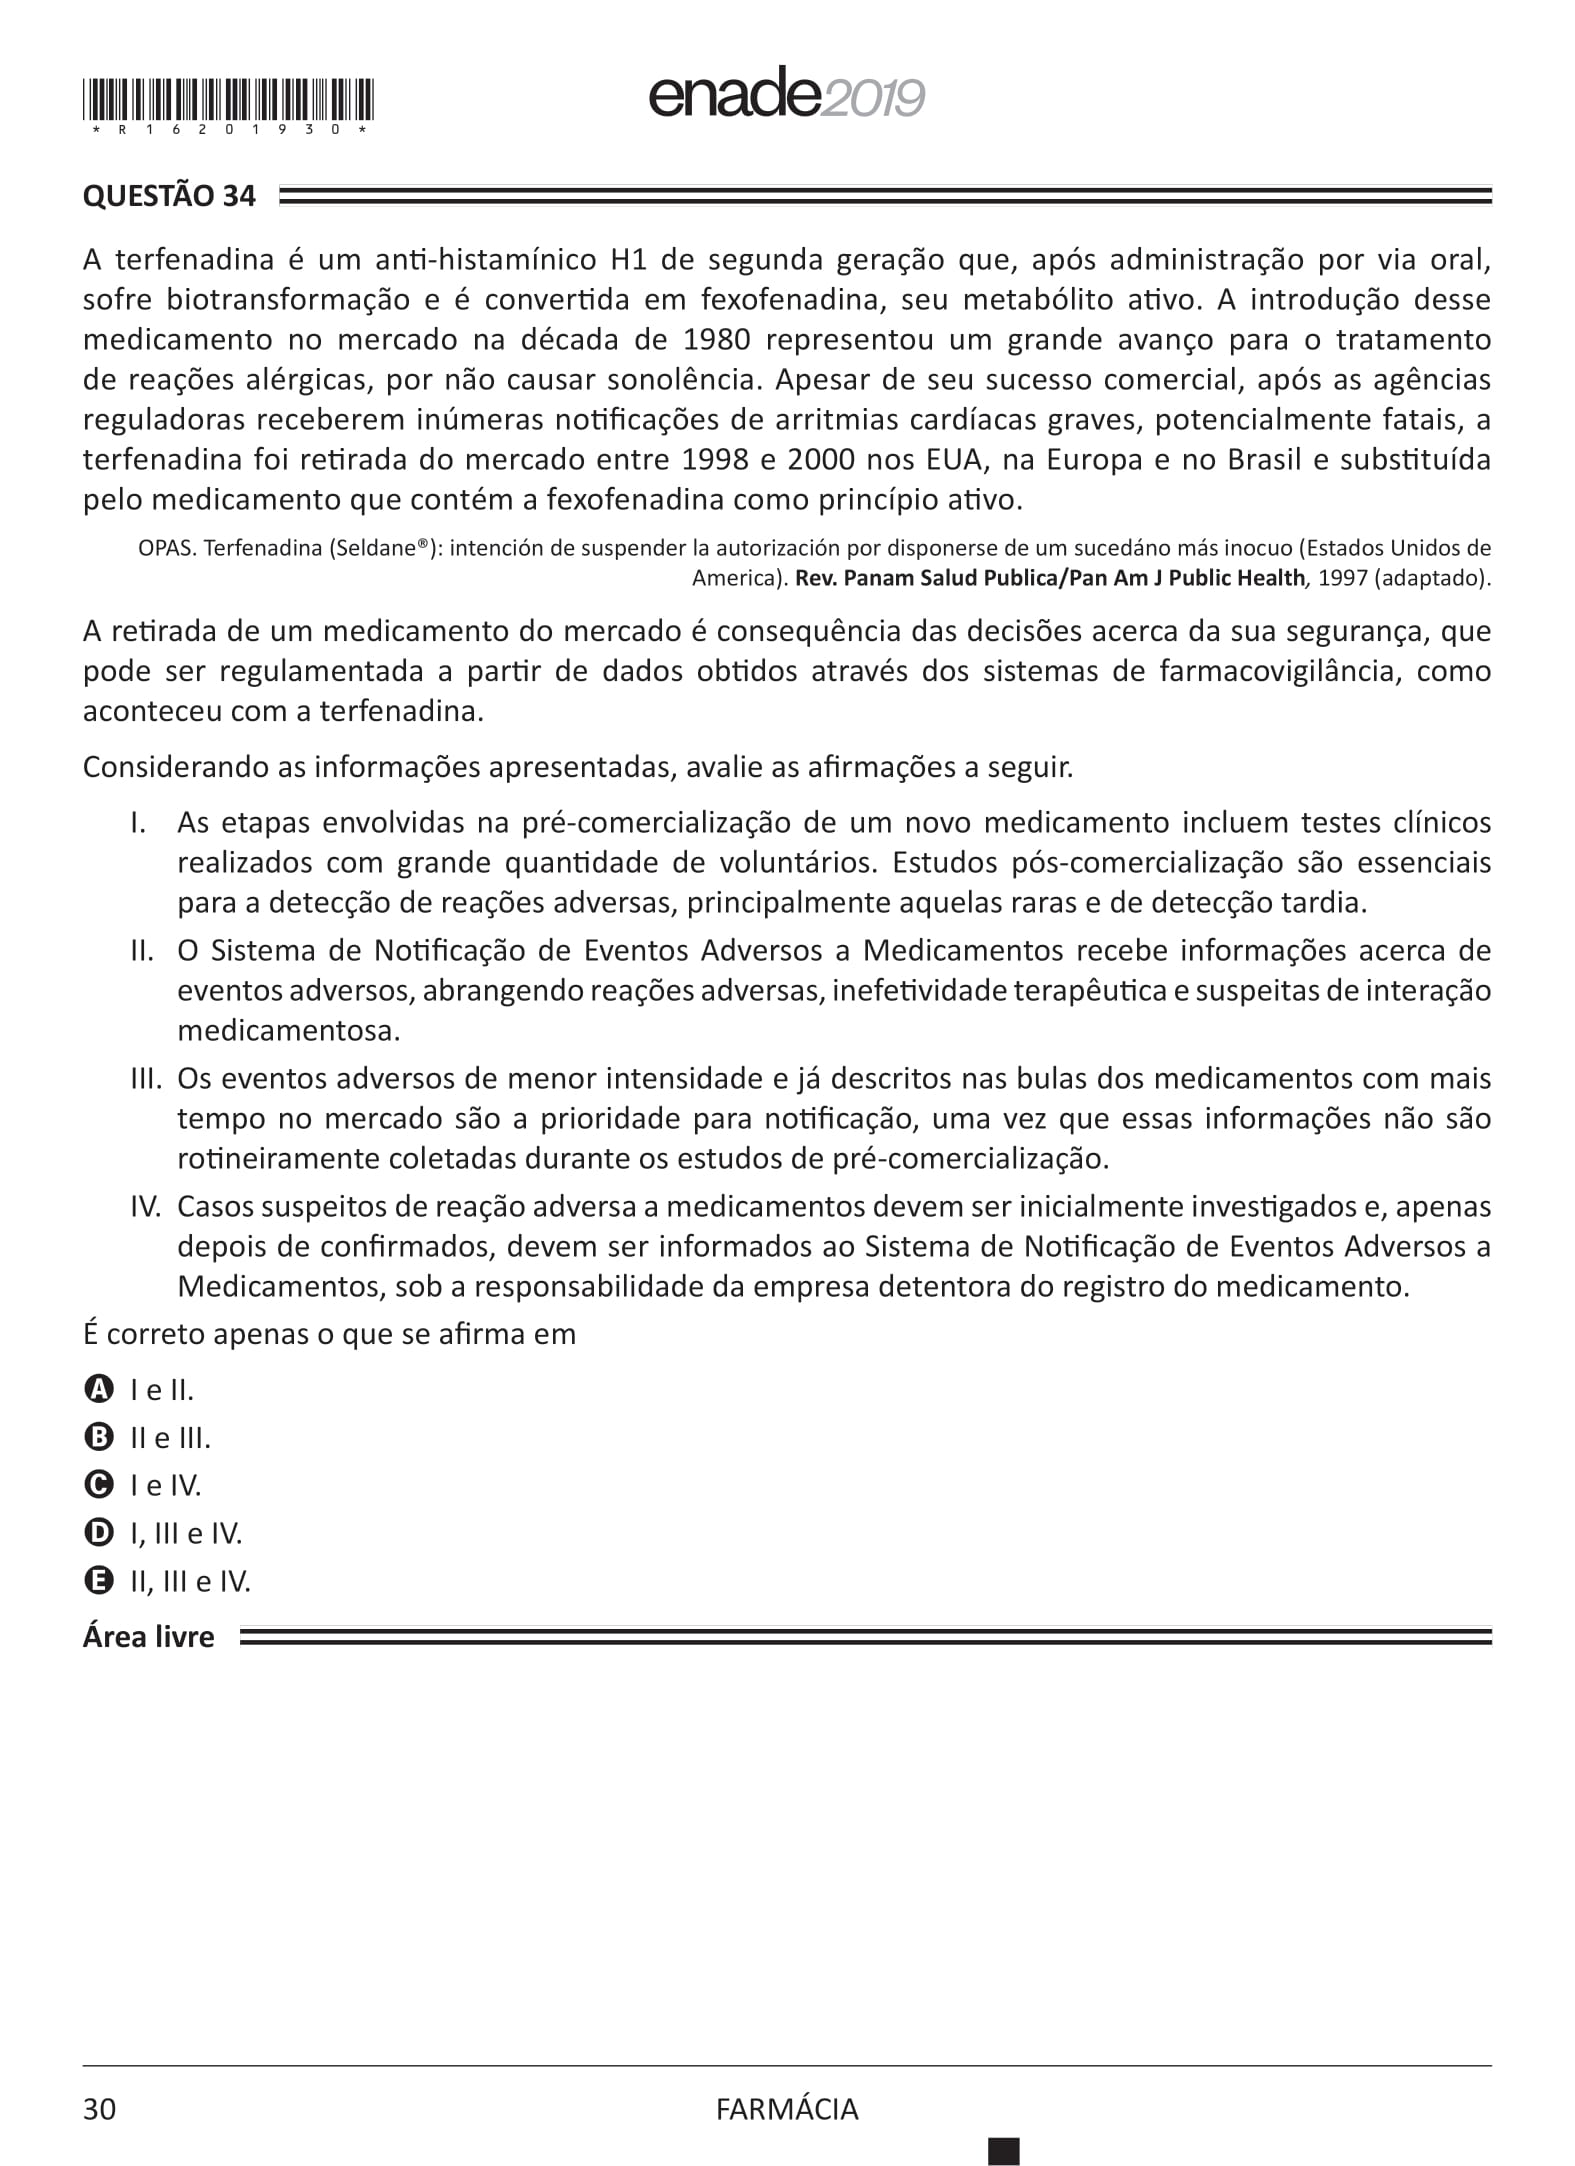 *R16201930*
enade2019
QUESTÃO 34
A terfenadina é um anti-histamínico H1 de segunda geração que, após administração por via oral,
sofre biotransformação e é convertida em fexofenadina, seu metabólito ativo. A introdução desse
medicamento no mercado na década de 1980 representou um grande avanço para o tratamento
de reações alérgicas, por não causar sonolência. Apesar de seu sucesso comercial, após as agências
reguladoras receberem inúmeras notificações de arritmias cardíacas graves, potencialmente fatais, a
terfenadina foi retirada do mercado entre 1998 e 2000 nos EUA, na Europa e no Brasil e substituída
pelo medicamento que contém a fexofenadina como princípio ativo.
OPAS. Terfenadina (Seldane®): intención de suspender la autorización por disponerse de um sucedáno más inocuo (Estados Unidos de
America). Rev. Panam Salud Publica/Pan Am J Public Health, 1997 (adaptado).
A retirada de um medicamento do mercado é consequência das decisões acerca da sua segurança, que
pode ser regulamentada a partir de dados obtidos através dos sistemas de farmacovigilância, como
aconteceu com a terfenadina.
Considerando as informações apresentadas, avalie as afirmações a seguir.
I. As etapas envolvidas na pré-comercialização de um novo medicamento incluem testes clínicos
realizados com grande quantidade de voluntários. Estudos pós-comercialização são essenciais
para a detecção de reações adversas, principalmente aquelas raras e de detecção tardia.
II. O Sistema de Notificação de Eventos Adversos a Medicamentos recebe informações acerca de
eventos adversos, abrangendo reações adversas, inefetividade terapêutica e suspeitas de interação
medicamentosa.
III. Os eventos adversos de menor intensidade e já descritos nas bulas dos medicamentos com mais
tempo no mercado são a prioridade para notificação, uma vez que essas informações não são
rotineiramente coletadas durante os estudos de pré-comercialização.
IV. Casos suspeitos de reação adversa a medicamentos devem ser inicialmente investigados e, apenas
depois de confirmados, devem ser informados ao Sistema de Notificação de Eventos Adversos a
Medicamentos, sob a responsabilidade da empresa detentora do registro do medicamento.
É correto apenas o que se afirma em
A I e II.
B II e III.
C I e IV.
D I, III e IV.
E II, III e IV.
Área livre
30
FARMÁCIA